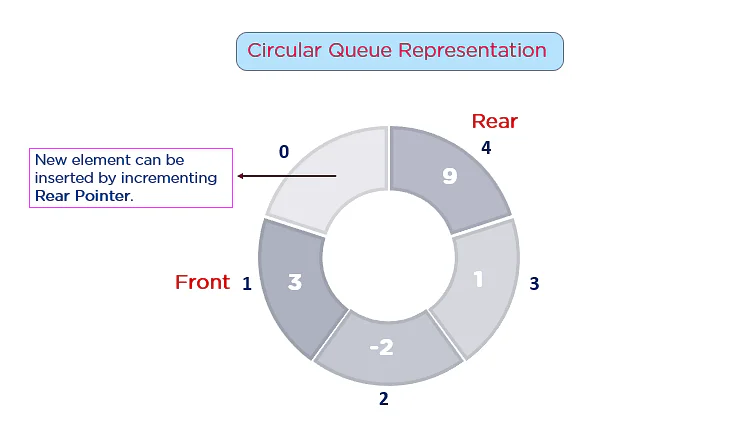 Circular Queue Representation
Rear
0
4
New element can be
inserted by incrementing
Rear Pointer.
9
Front
1
3
1
3
-2
2